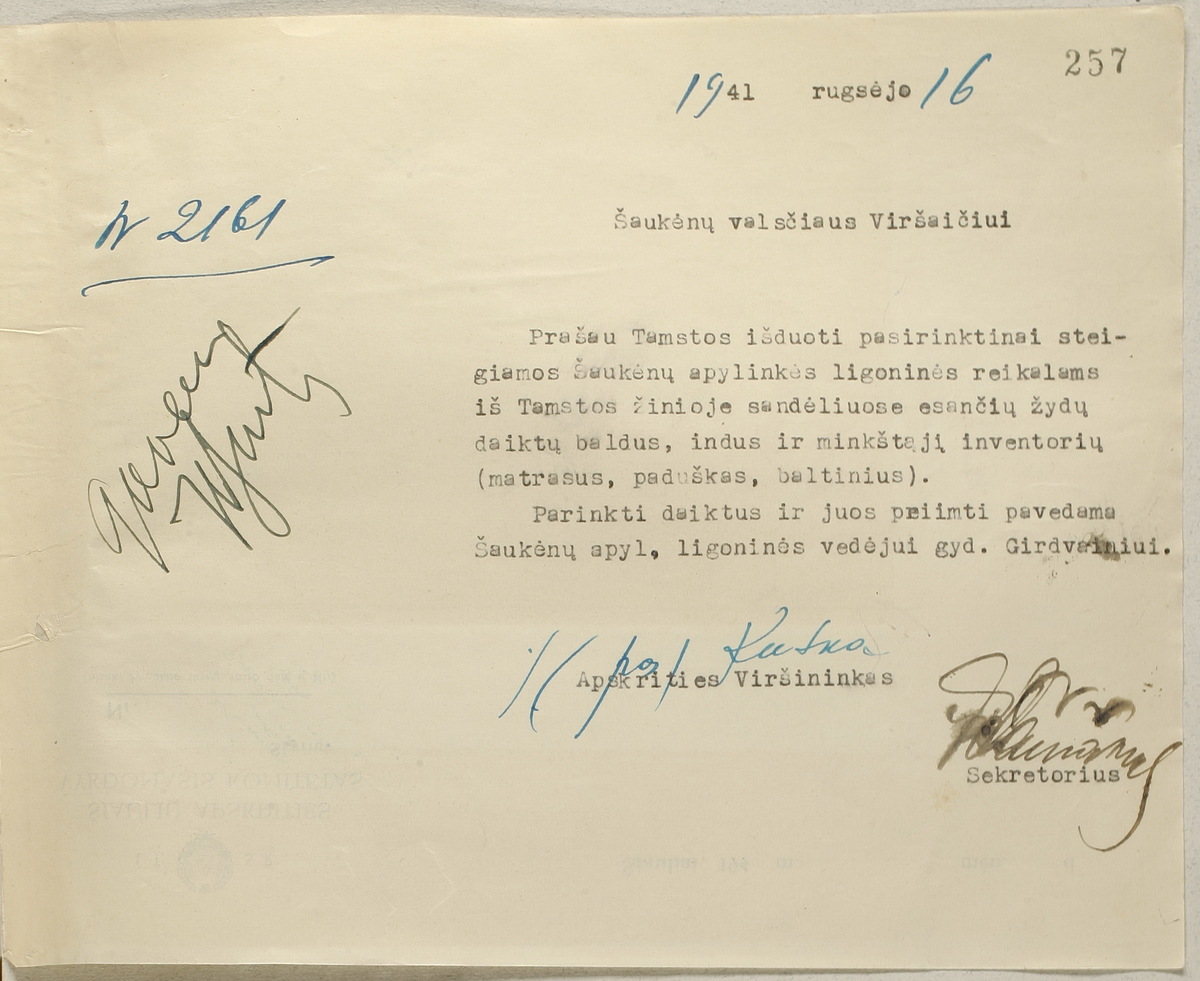 257
1941 rugsėjo 16
N 2161
Šaukėnų valsčiaus Viršaičiui
Prašau Tamstos išduoti pasirinktinai stei-
giamos Šaukėnų apylinkės ligoninės reikalams
iš Tamstos žinioje sandėliuose esančių žydų
daiktų baldus, indus ir minkštąjį inventorių
(matrasus, paduškas, baltinius).
Parinkti daiktus ir juos priimti pavedama
Šaukėnų apyl, ligoninės vedėjui gyd. Girdvainiui.
/( pas)
Apskrities Viršininkas
Sekretorius